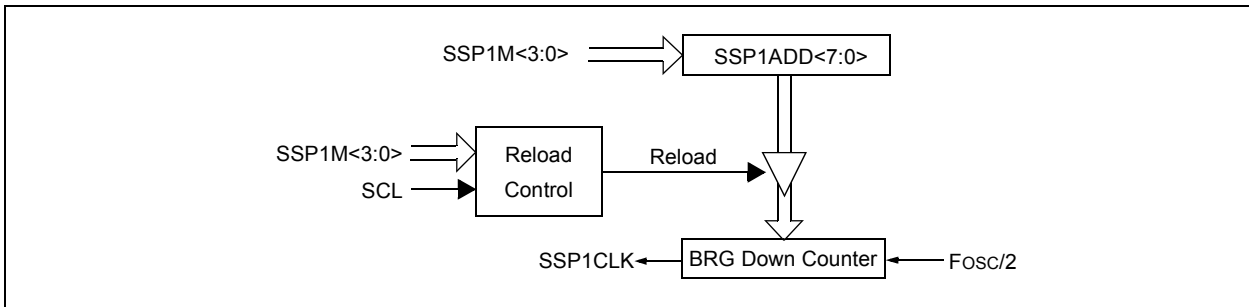 SSP1M<3:0>
SSP1ADD<7:0>
SSP1M<3:0>
Reload
Control
Reload
SCL
SSP1CLK
BRG Down Counter
FOSC/2